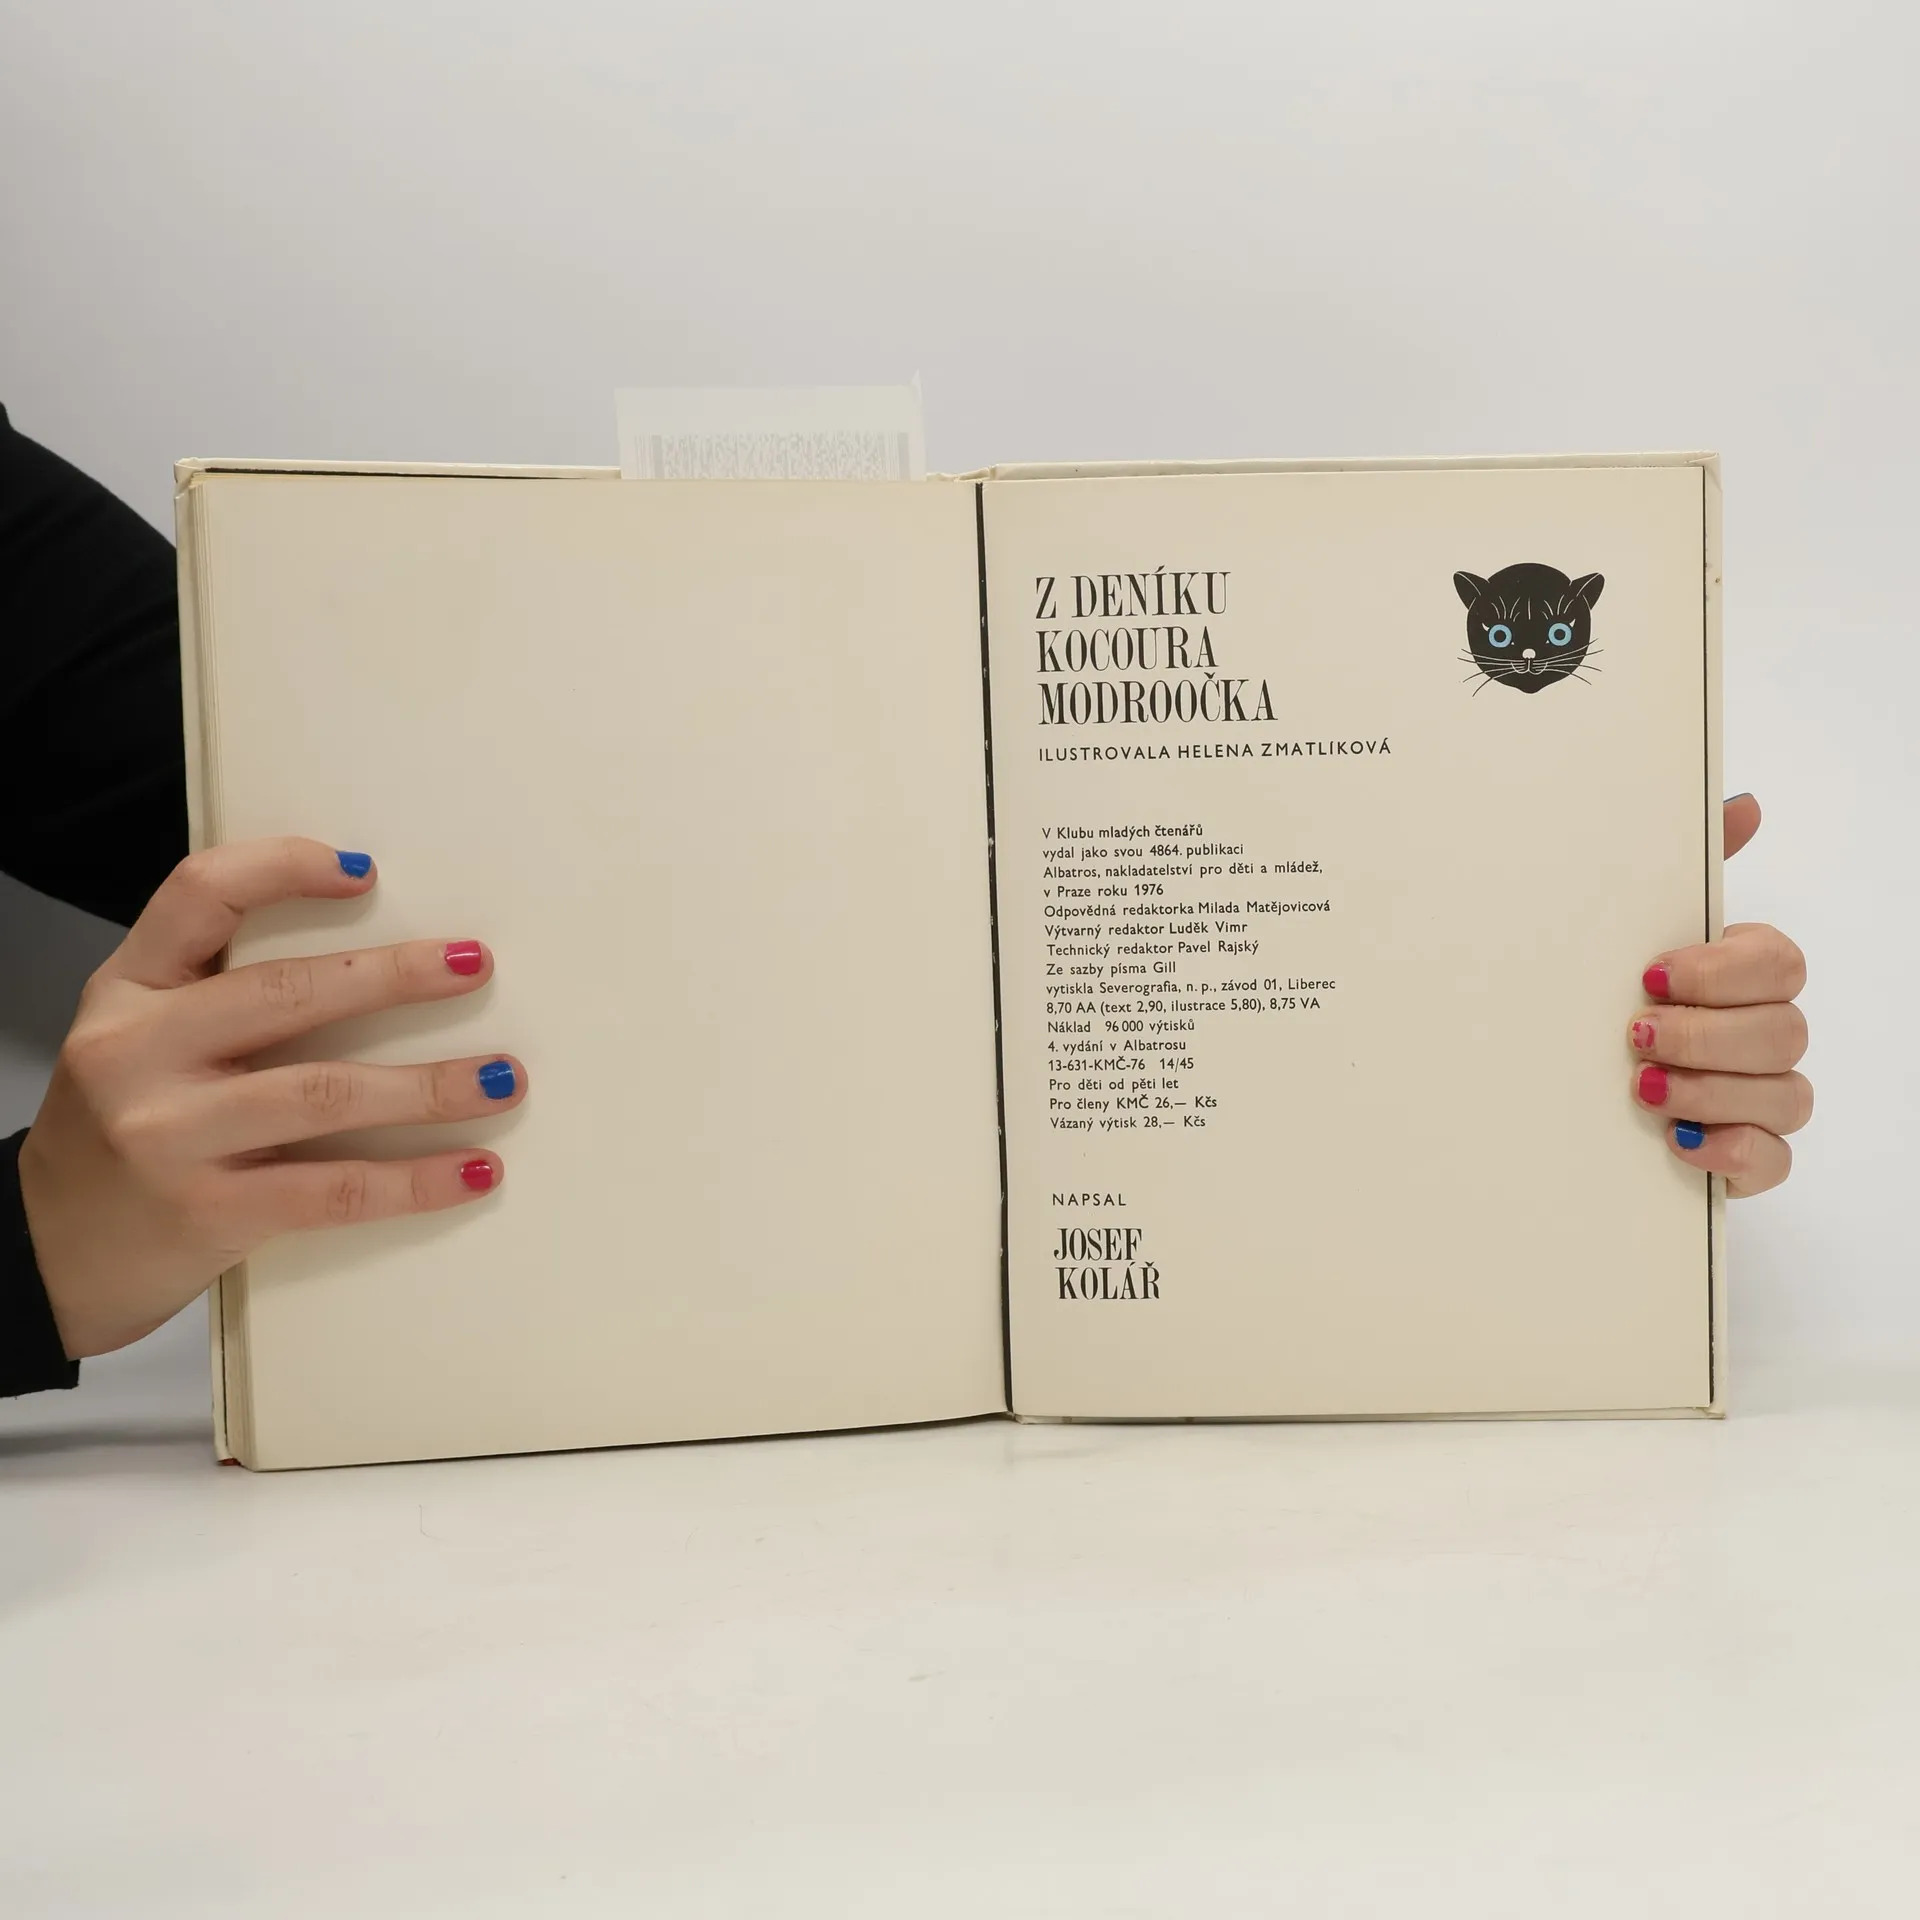 Z DENÍKU
KOCOURA
MODROOČKA
ILUSTROVALA HELENA ZMATLÍKOVÁ
V Klubu mladých čtenářů
vydal jako svou 4864. publikaci
Albatros, nakladatelství pro děti a mládež,
v Praze roku 1976
Odpovědná redaktorka Milada Matějovicová
Výtvarný redaktor Luděk Vimr
Technický redaktor Pavel Rajský
Ze sazby písma Gill
vytiskla Severografia, n. p., závod 01, Liberec
8,70 AA (text 2,90, ilustrace 5,80), 8,75 VA
Náklad 96 000 výtisků
4. vydání v Albatrosu
13-631-KMČ-76 14/45
Pro děti od pěti let
Pro členy KMČ 26,— Kčs
Vázaný výtisk 28,— Kčs
NAPSAL
JOSEF
KOLÁŘ